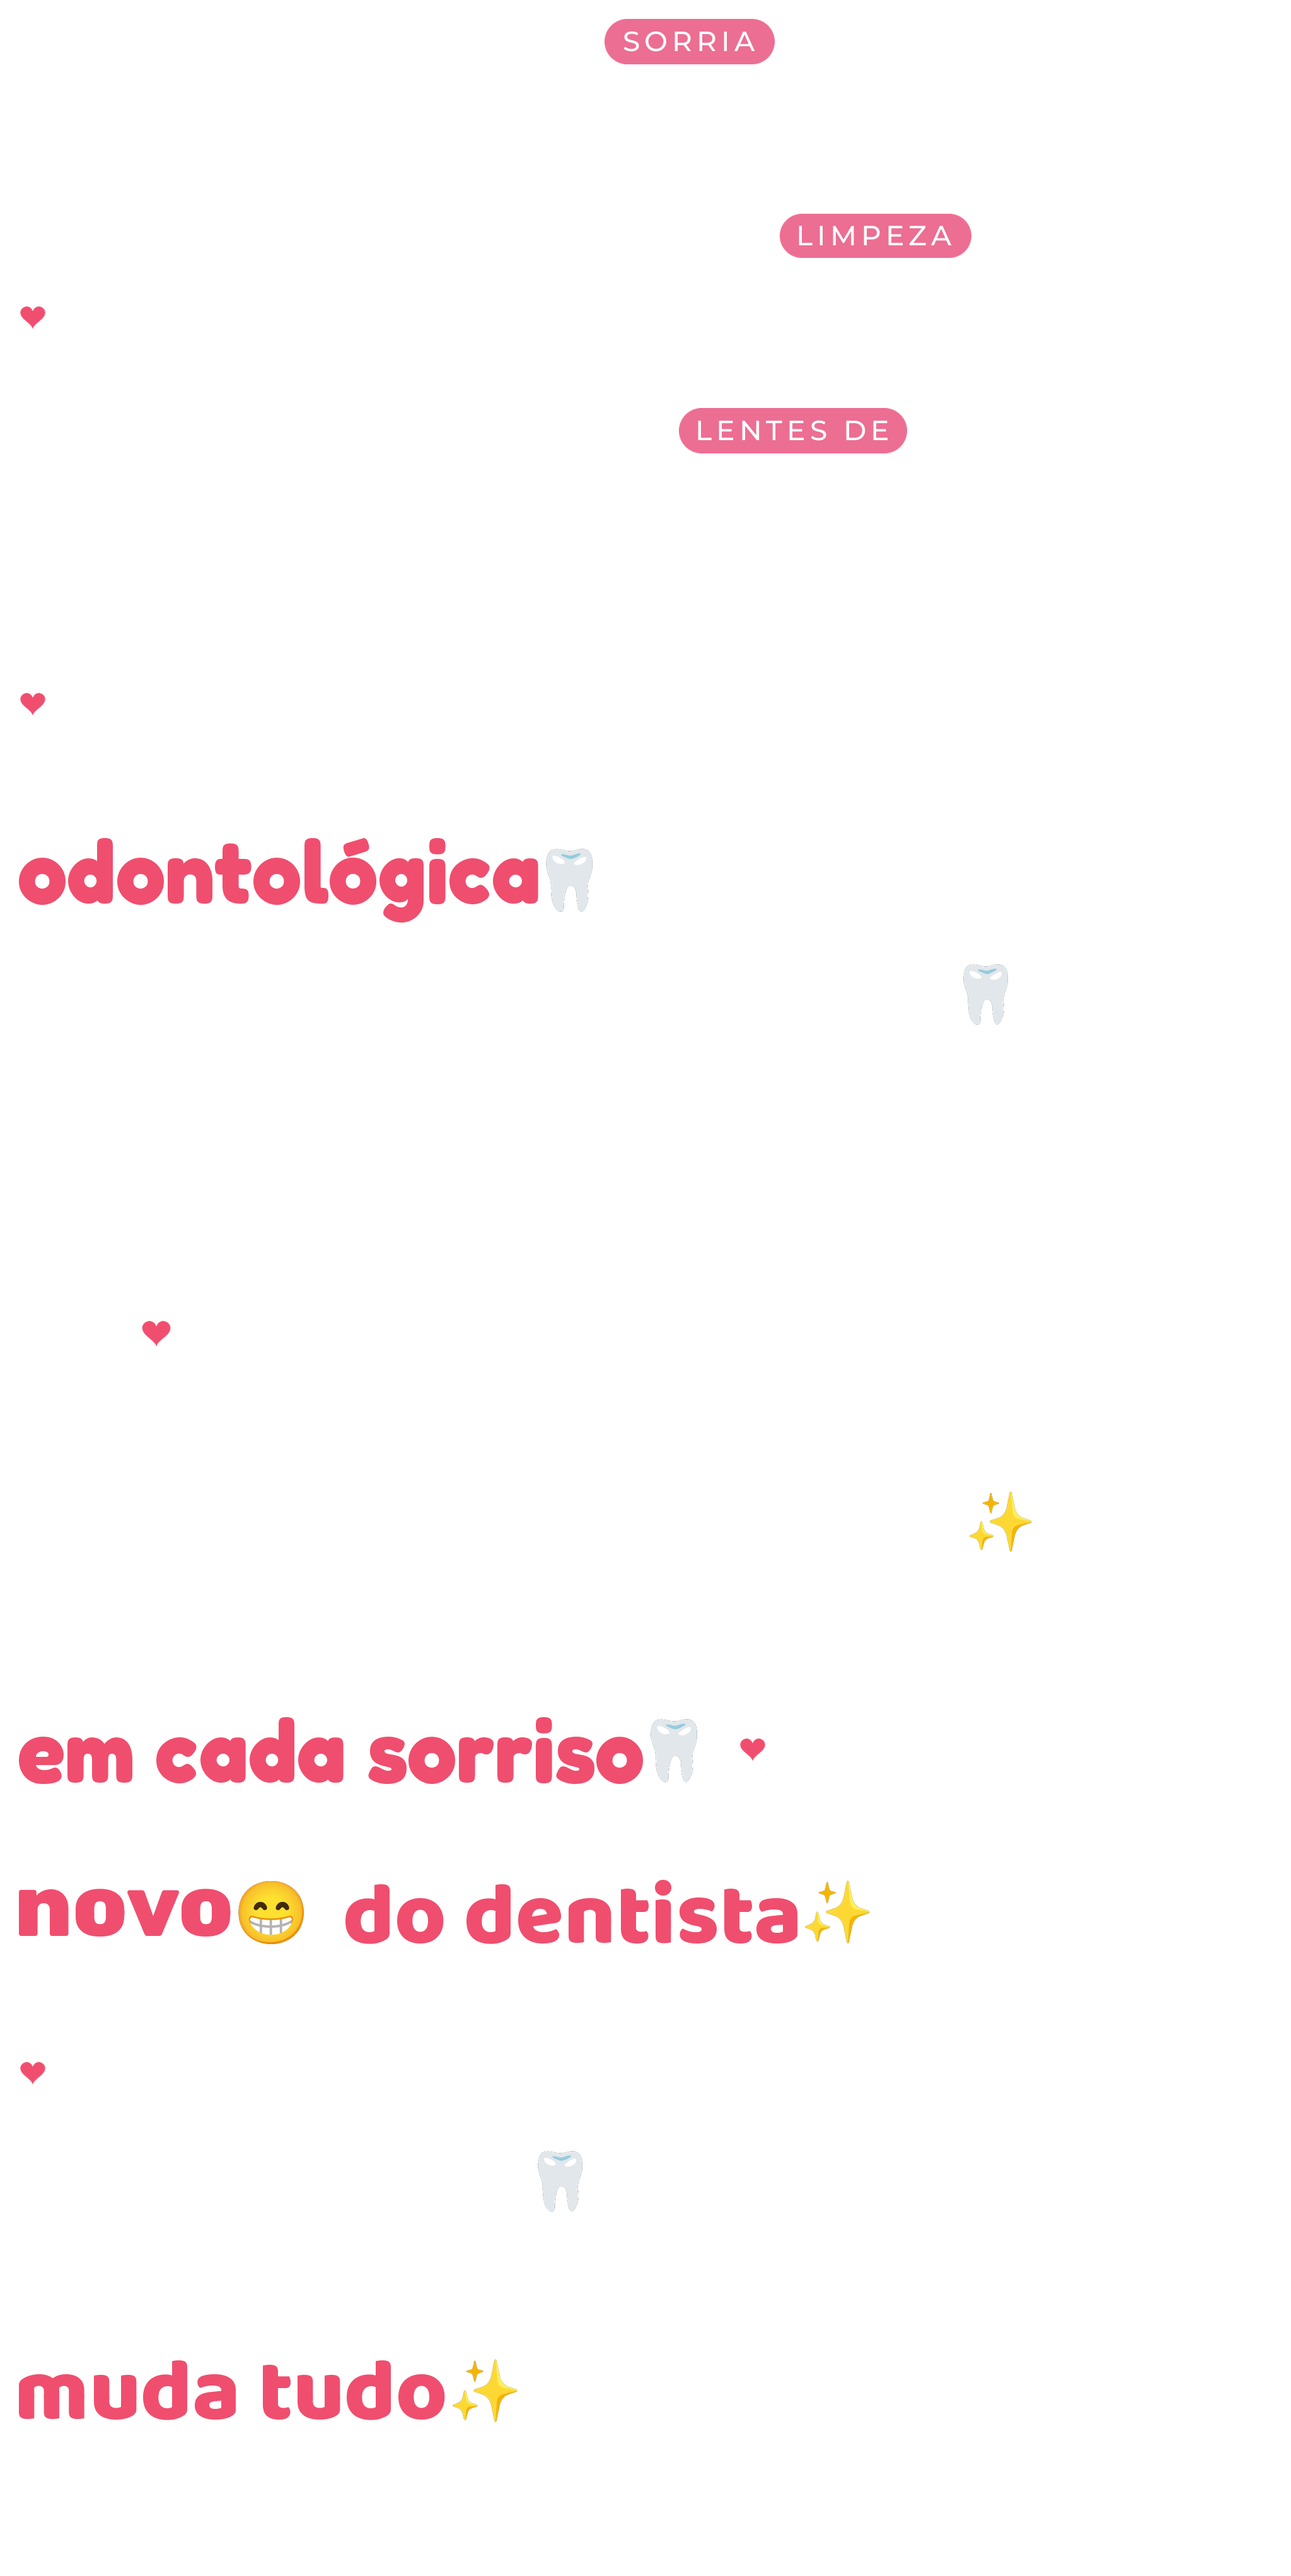 SORRIA
LIMPEZA
LENTES DE
odontológica🦷
em cada sorriso🦷
novo😁 do dentista✨
muda tudo✨